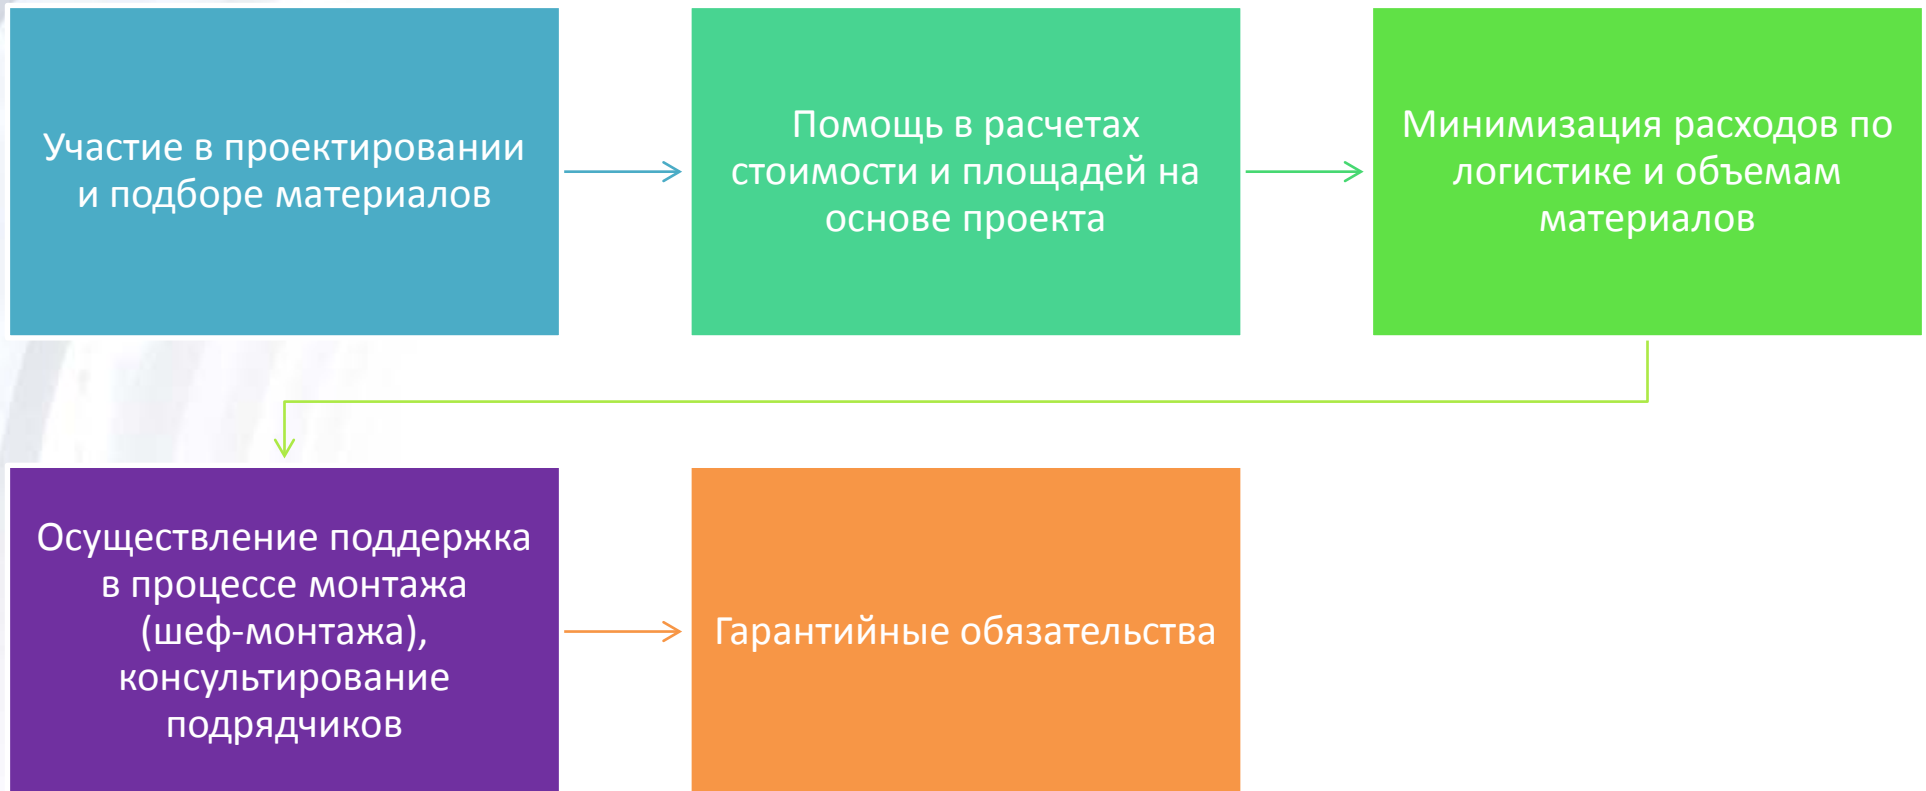 Участие в проектировании
и подборе материалов
Помощь в расчетах
стоимости и площадей на
основе проекта
Минимизация расходов по
логистике и объемам
материалов
Осуществление поддержка
в процессе монтажа
(шеф-монтажа),
консультирование
подрядчиков
Гарантийные обязательства